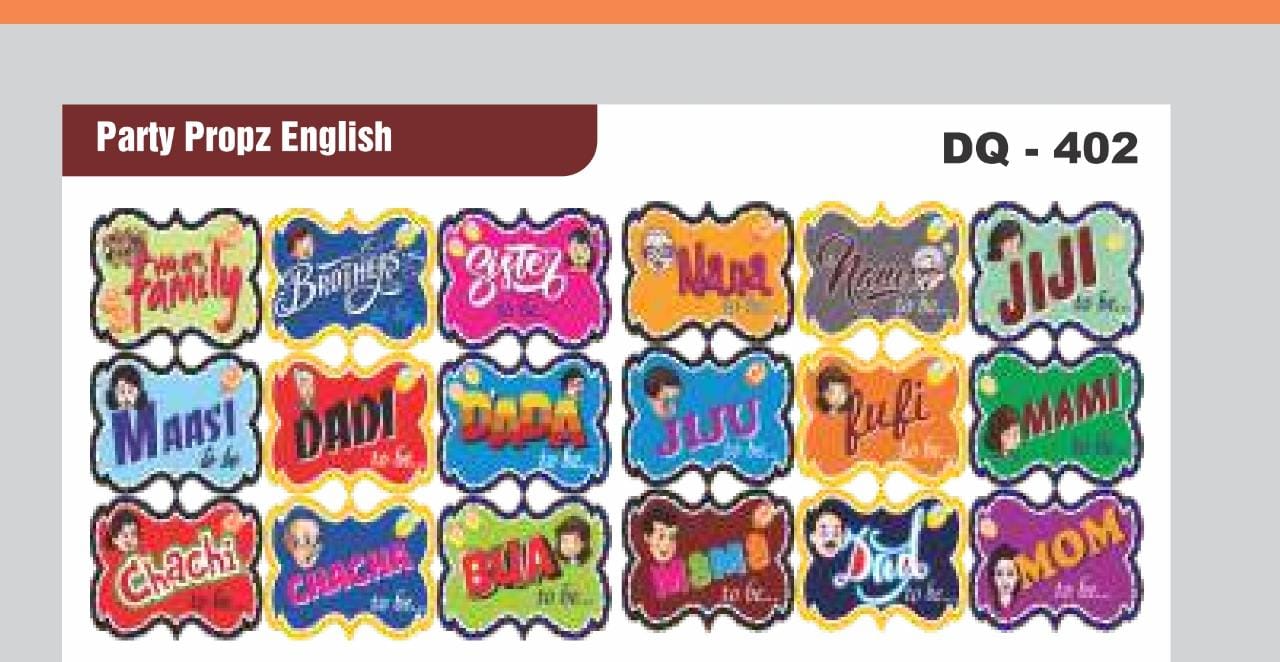 Party Propz English
DQ - 402
Family
BROTHERS
Sister
to be...
Nana
to be...
Nani
to be...
JIJI
to be...
MAASI
to be
DADI
to be...
DADA
to be...
JIJU
to be...
fufi
to be...
MAMI
to be
Chachi
to be...
CHACHA
to be...
BUA
to be...
MaMa
to be...
Dad
to be...
MOM
to be...